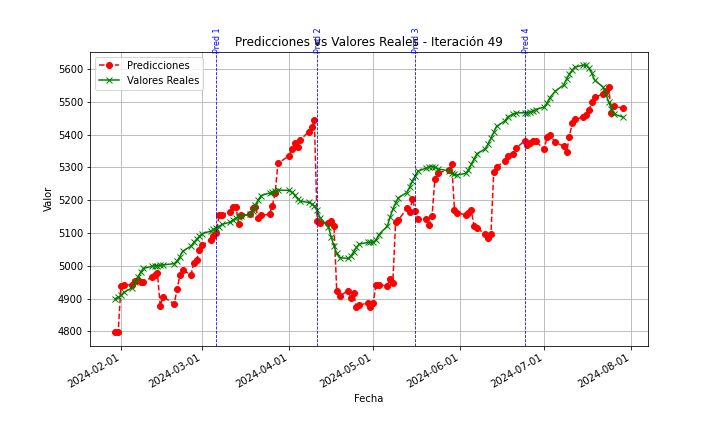 Predicciones vs Valores Reales - Iteración 49
Pred 1
Pred 2
Pred 3
Pred 4
Predicciones
Valores Reales
Valor
5600
5500
5400
5300
5200
5100
5000
4900
4800
2024-02-01
2024-03-01
2024-04-01
2024-05-01
2024-06-01
2024-07-01
2024-08-01
Fecha